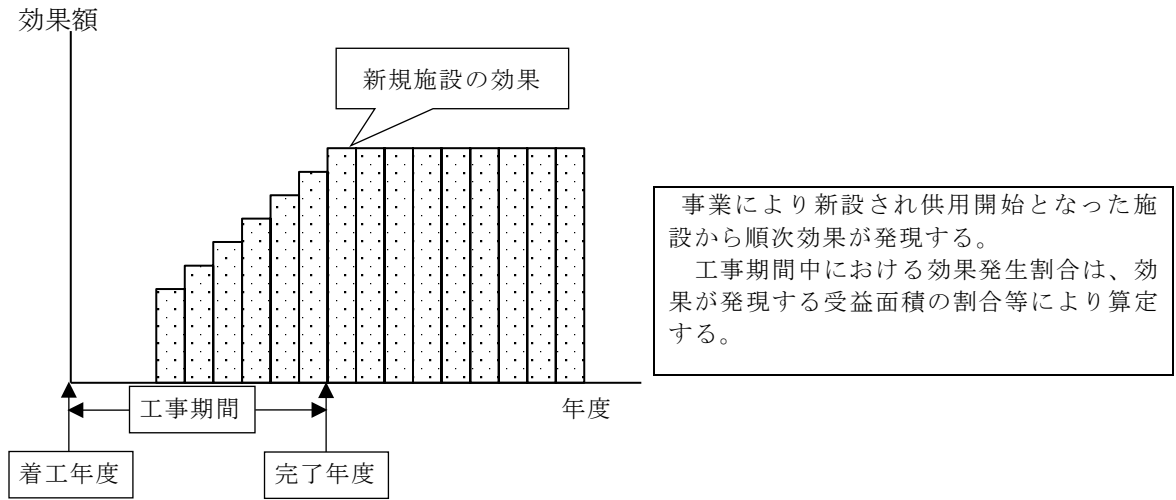 効果額
新規施設の効果
事業により新設され供用開始となった施
設から順次効果が発現する。
工事期間中における効果発生割合は、効
果が発現する受益面積の割合等により算定
する。
工事期間
年度
着工年度
完了年度